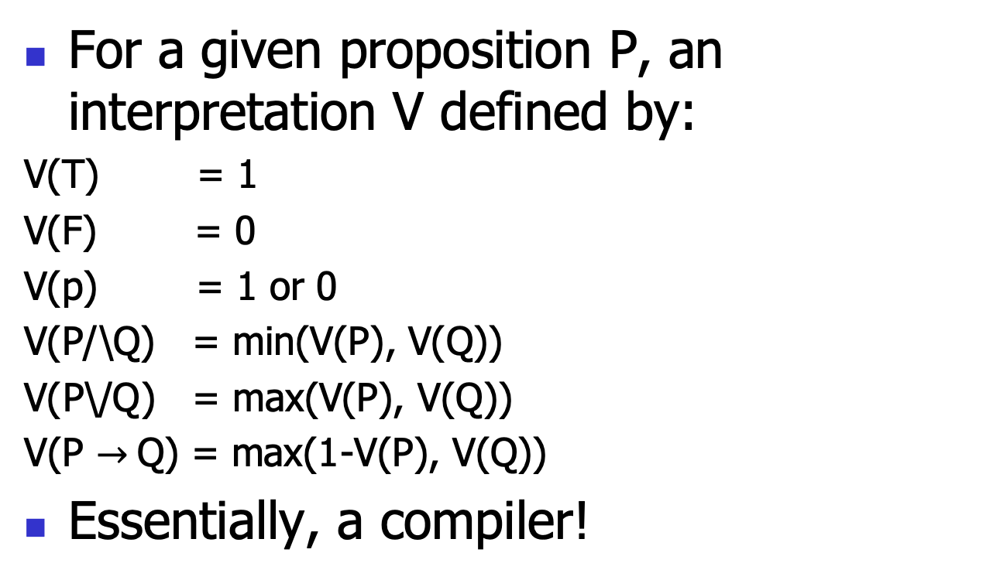 ▪ For a given proposition P, an
interpretation V defined by:
V(T) = 1
V(F) = 0
V(p) = 1 or 0
V(P/\Q) = min(V(P), V(Q))
V(P\/Q) = max(V(P), V(Q))
V(P → Q) = max(1-V(P), V(Q))
▪ Essentially, a compiler!